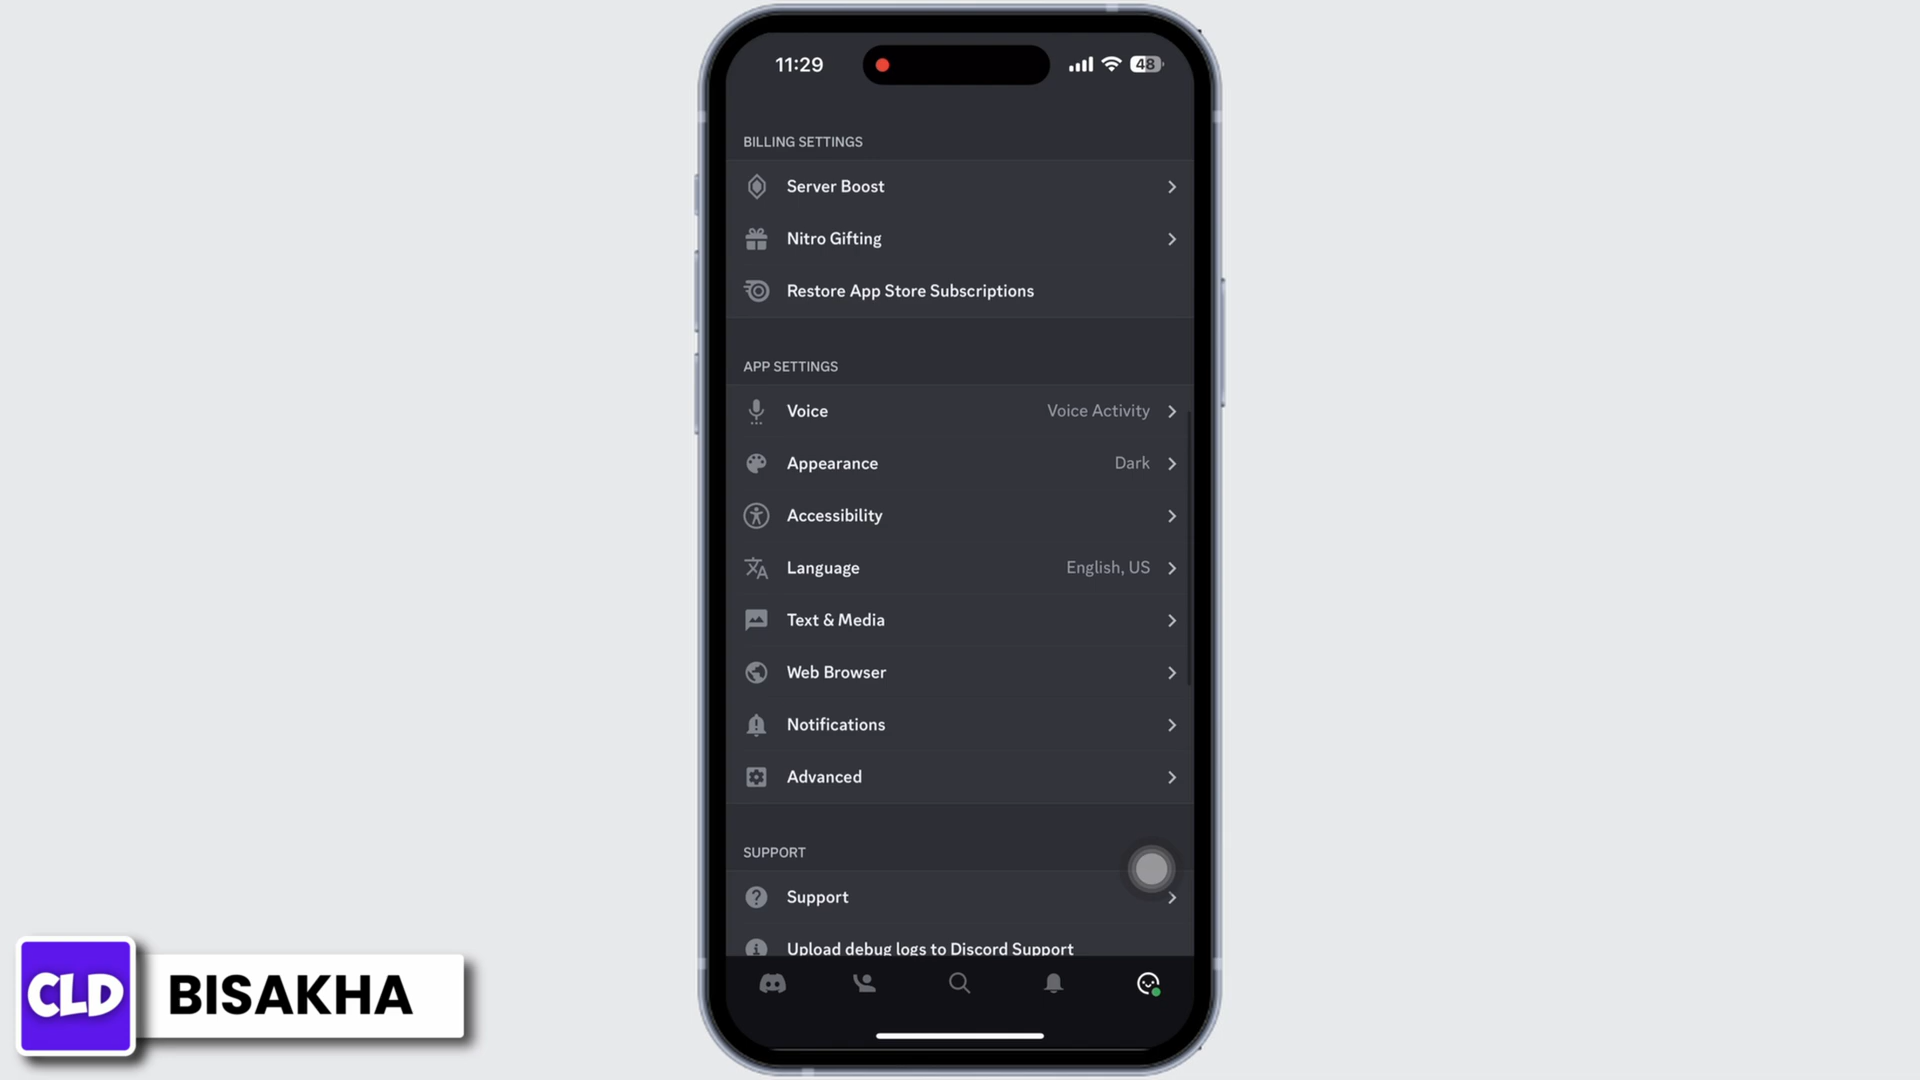 11:29
48
BILLING SETTINGS
Server Boost
Nitro Gifting
Restore App Store Subscriptions
APP SETTINGS
Voice Voice Activity
Appearance Dark
Accessibility
Language English, US
Text & Media
Web Browser
Notifications
Advanced
SUPPORT
Support
Upload debug logs to Discord Support
CLD BISAKHA